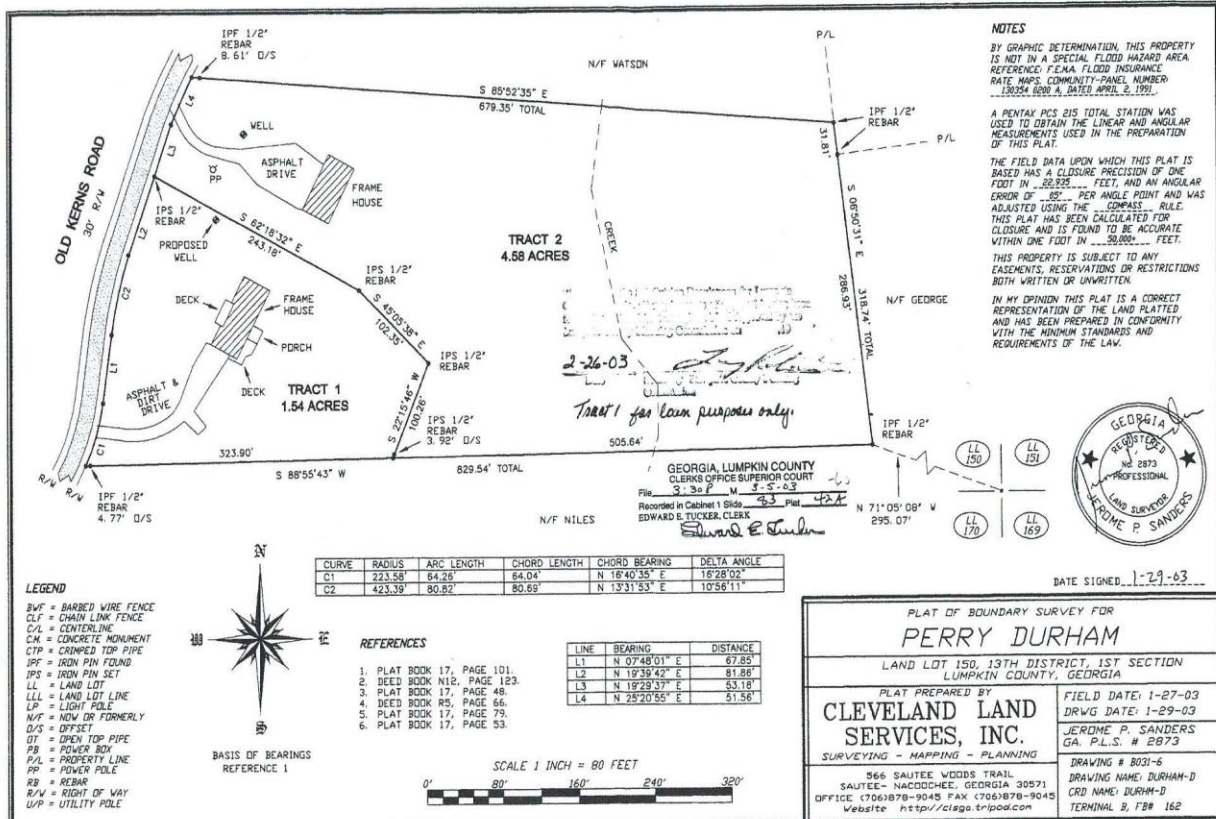 IPF 1/2"
REBAR
8.61' O/S
N/F WATSON
P/L
S 85°52'35" E
679.35' TOTAL
IPF 1/2"
REBAR
P/L
31.81'
L4
WELL
ASPHALT
DRIVE
PP
FRAME
HOUSE
L3
OLD KERNS ROAD
30' R/W
IPS 1/2"
REBAR
L2
PROPOSED
WELL
S 62°18'32" E
243.18'
TRACT 2
4.58 ACRES
CREEK
S 06°50'31" E
286.93'
318.74' TOTAL
N/F GEORGE
IPS 1/2"
REBAR
C2
DECK
FRAME
HOUSE
PORCH
DECK
S 45°05'38" E
102.35'
IPS 1/2"
REBAR
L1
ASPHALT &
DIRT
DRIVE
TRACT 1
1.54 ACRES
S 22°15'46" W
100.26'
IPS 1/2"
REBAR
3.92' O/S
2-26-03
Tract 1 for loan purposes only.
IPF 1/2"
REBAR
C1
323.90'
505.64'
S 88°55'43" W
829.54' TOTAL
R/W
R/W
IPF 1/2"
REBAR
4.77' O/S
N/F NILES
GEORGIA, LUMPKIN COUNTY
CLERKS OFFICE SUPERIOR COURT
File 3:30 P M 3-5-03
Recorded in Cabinet 1 Slide 83 Plat 42A
EDWARD E. TUCKER, CLERK
Edward E. Tucker
N 71°05'08" W
295.07'
LL
150
LL
151
LL
170
LL
169
NOTES
BY GRAPHIC DETERMINATION, THIS PROPERTY
IS NOT IN A SPECIAL FLOOD HAZARD AREA.
REFERENCE: F.E.M.A. FLOOD INSURANCE
RATE MAPS. COMMUNITY-PANEL NUMBER:
130354 0200 A, DATED APRIL 2, 1991.
A PENTAX PCS 215 TOTAL STATION WAS
USED TO OBTAIN THE LINEAR AND ANGULAR
MEASUREMENTS USED IN THE PREPARATION
OF THIS PLAT.
THE FIELD DATA UPON WHICH THIS PLAT IS
BASED HAS A CLOSURE PRECISION OF ONE
FOOT IN 22,935 FEET, AND AN ANGULAR
ERROR OF 05" PER ANGLE POINT AND WAS
ADJUSTED USING THE COMPASS RULE.
THIS PLAT HAS BEEN CALCULATED FOR
CLOSURE AND IS FOUND TO BE ACCURATE
WITHIN ONE FOOT IN 50,000+ FEET.
THIS PROPERTY IS SUBJECT TO ANY
EASEMENTS, RESERVATIONS OR RESTRICTIONS
BOTH WRITTEN OR UNWRITTEN.
IN MY OPINION THIS PLAT IS A CORRECT
REPRESENTATION OF THE LAND PLATTED
AND HAS BEEN PREPARED IN CONFORMITY
WITH THE MINIMUM STANDARDS AND
REQUIREMENTS OF THE LAW.
GEORGIA
REGISTERED
No. 2873
PROFESSIONAL
LAND SURVEYOR
JEROME P. SANDERS
DATE SIGNED 1-29-03
CURVE RADIUS ARC LENGTH CHORD LENGTH CHORD BEARING DELTA ANGLE
C1 223.58' 64.26' 64.04' N 16°40'35" E 16°28'02"
C2 423.39' 80.82' 80.69' N 13°31'53" E 10°56'11"
LEGEND
BWF = BARBED WIRE FENCE
CLF = CHAIN LINK FENCE
C/L = CENTERLINE
C.M. = CONCRETE MONUMENT
CTP = CRIMPED TOP PIPE
IPF = IRON PIN FOUND
IPS = IRON PIN SET
LL = LAND LOT
LLL = LAND LOT LINE
LP = LIGHT POLE
N/F = NOW OR FORMERLY
O/S = OFFSET
OT = OPEN TOP PIPE
PB = POWER BOX
P/L = PROPERTY LINE
PP = POWER POLE
RB = REBAR
R/W = RIGHT OF WAY
U/P = UTILITY POLE
N
W
E
S
BASIS OF BEARINGS
REFERENCE 1
REFERENCES
1. PLAT BOOK 17, PAGE 101.
2. DEED BOOK N12, PAGE 123.
3. PLAT BOOK 17, PAGE 48.
4. DEED BOOK R5, PAGE 66.
5. PLAT BOOK 17, PAGE 79.
6. PLAT BOOK 17, PAGE 53.
LINE BEARING DISTANCE
L1 N 07°48'01" E 67.85'
L2 N 19°39'42" E 81.86'
L3 N 19°29'37" E 53.18'
L4 N 25°20'55" E 51.56'
SCALE 1 INCH = 80 FEET
0' 80' 160' 240' 320'
PLAT OF BOUNDARY SURVEY FOR
PERRY DURHAM
LAND LOT 150, 13TH DISTRICT, 1ST SECTION
LUMPKIN COUNTY, GEORGIA
PLAT PREPARED BY
CLEVELAND LAND
SERVICES, INC.
SURVEYING - MAPPING - PLANNING
566 SAUTEE WOODS TRAIL
SAUTEE- NACOOCHEE, GEORGIA 30571
OFFICE (706)878-9045 FAX (706)878-9045
Website http://clsga.tripod.com
FIELD DATE: 1-27-03
DRWG DATE: 1-29-03
JEROME P. SANDERS
GA. P.L.S. # 2873
DRAWING # B031-6
DRAWING NAME: DURHAM-D
CRD NAME: DURHM-D
TERMINAL B, FB# 162